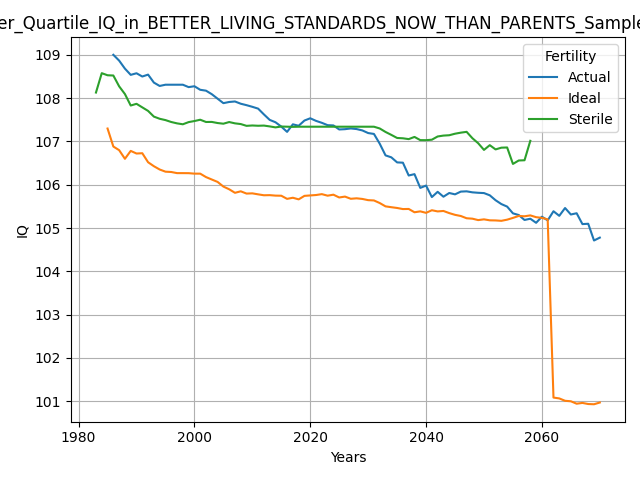 er_Quartile_IQ_in_BETTER_LIVING_STANDARDS_NOW_THAN_PARENTS_Sample
Fertility
Actual
Ideal
Sterile
109
108
107
106
105
104
103
102
101
IQ
1980
2000
2020
2040
2060
Years